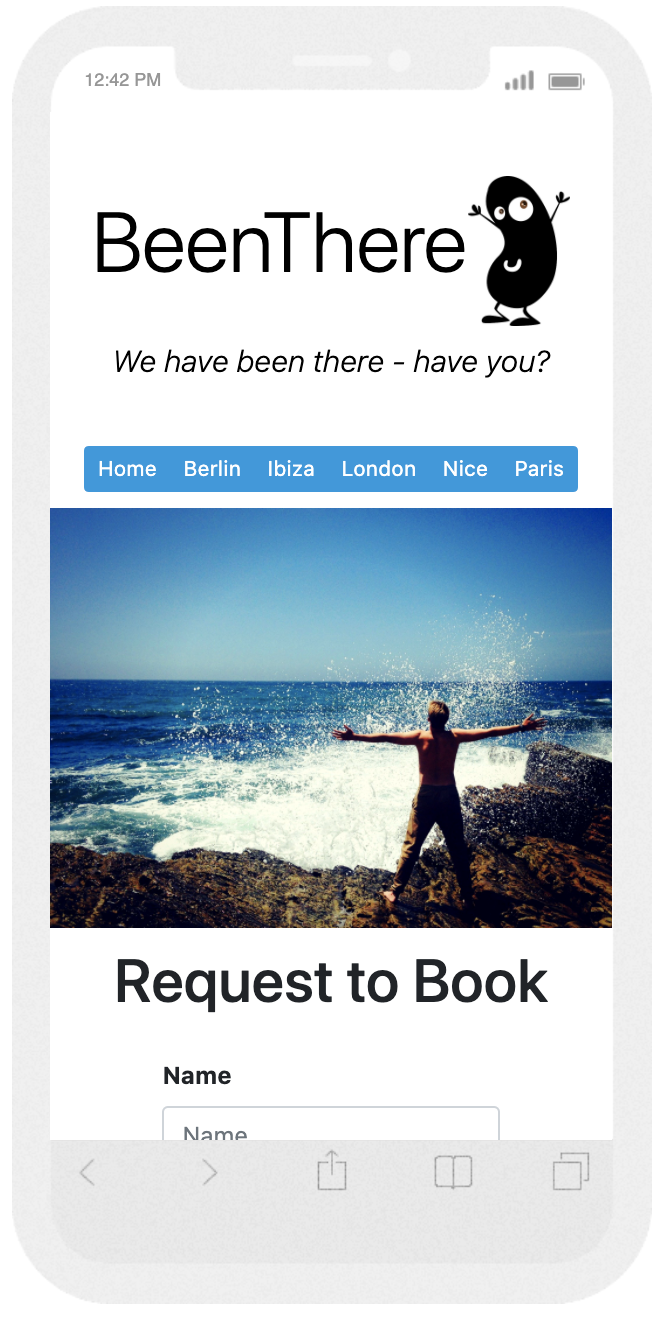 12:42 PM
BeenThere
We have been there - have you?
Home Berlin Ibiza London Nice Paris
Request to Book
Name
Name